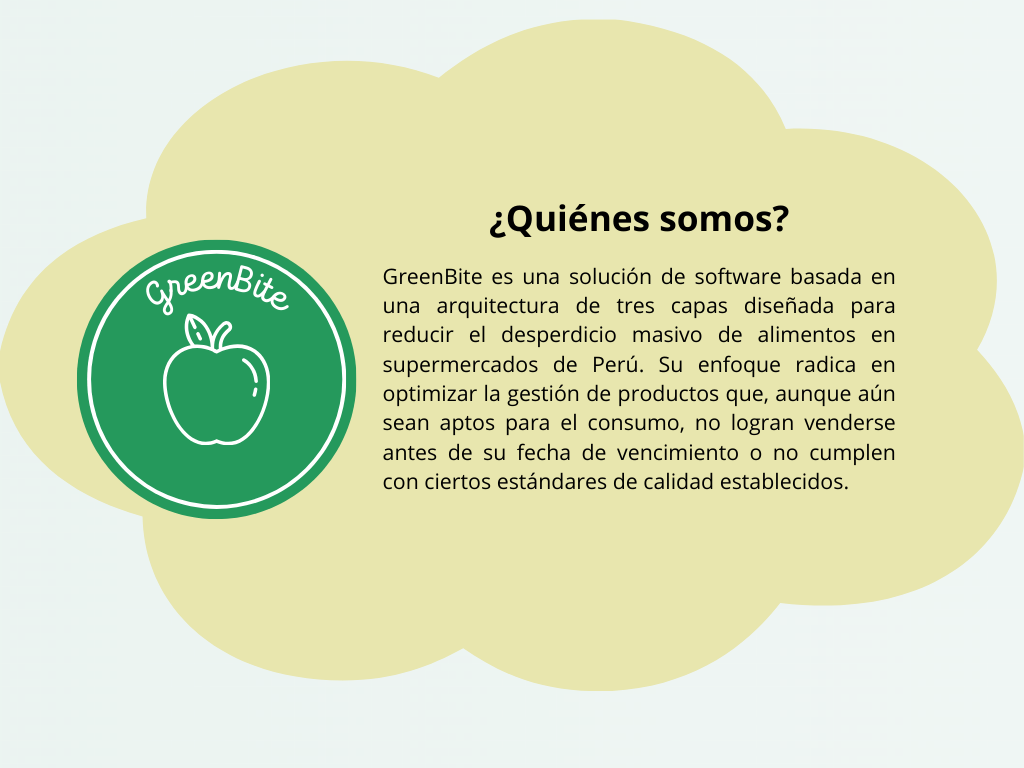 ¿Quiénes somos?
GreenBite
GreenBite es una solución de software basada en
una arquitectura de tres capas diseñada para
reducir el desperdicio masivo de alimentos en
supermercados de Perú. Su enfoque radica en
optimizar la gestión de productos que, aunque aún
sean aptos para el consumo, no logran venderse
antes de su fecha de vencimiento o no cumplen
con ciertos estándares de calidad establecidos.